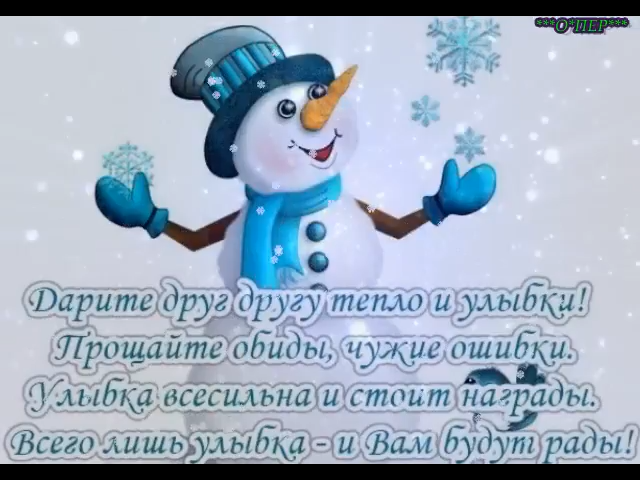 ***О*ПЕР***
Дарите друг другу тепло и улыбки!
Прощайте обиды, чужие ошибки.
Улыбка всесильна и стоит награды.
Всего лишь улыбка - и Вам будут рады!